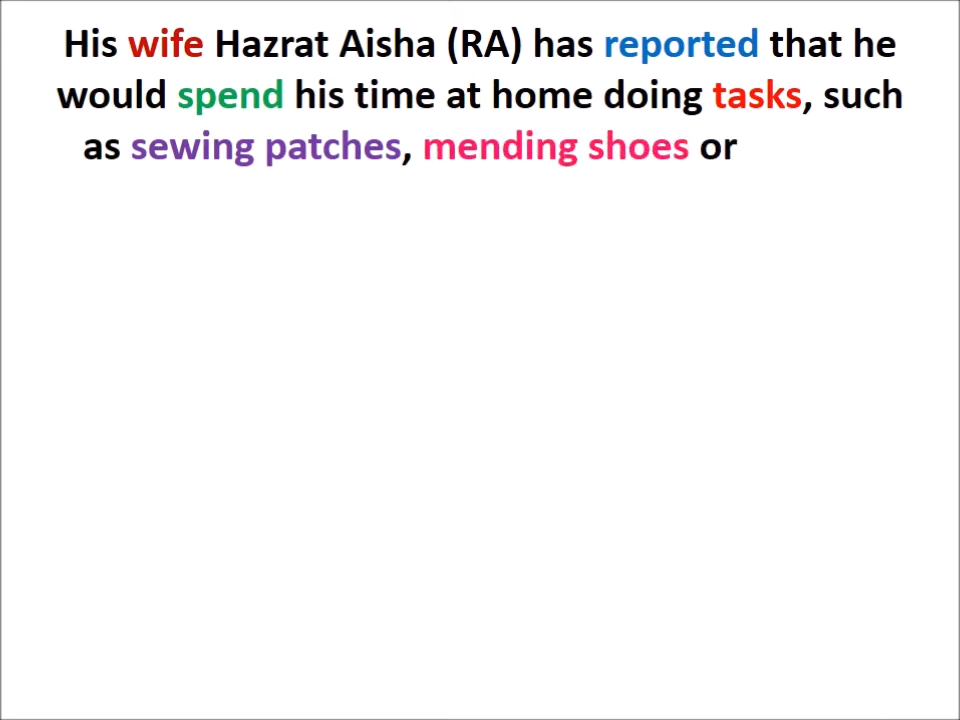 His wife Hazrat Aisha (RA) has reported that he
would spend his time at home doing tasks, such
as sewing patches, mending shoes or